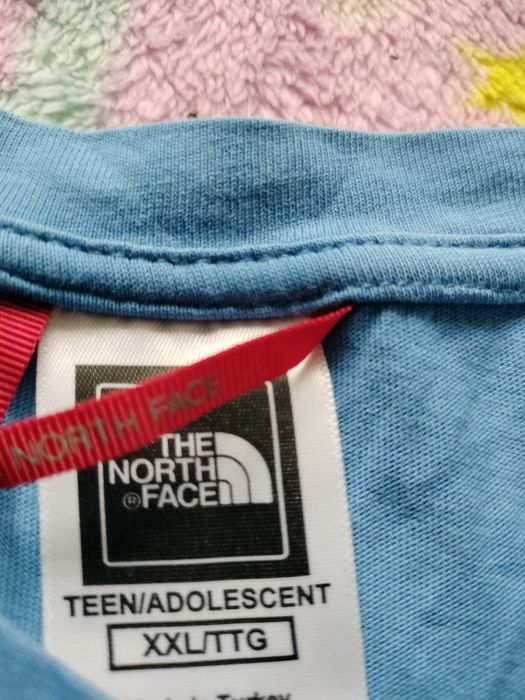 NORTH FACE
THE
NORTH
® FACE
TEEN/ADOLESCENT
XXL/TTG